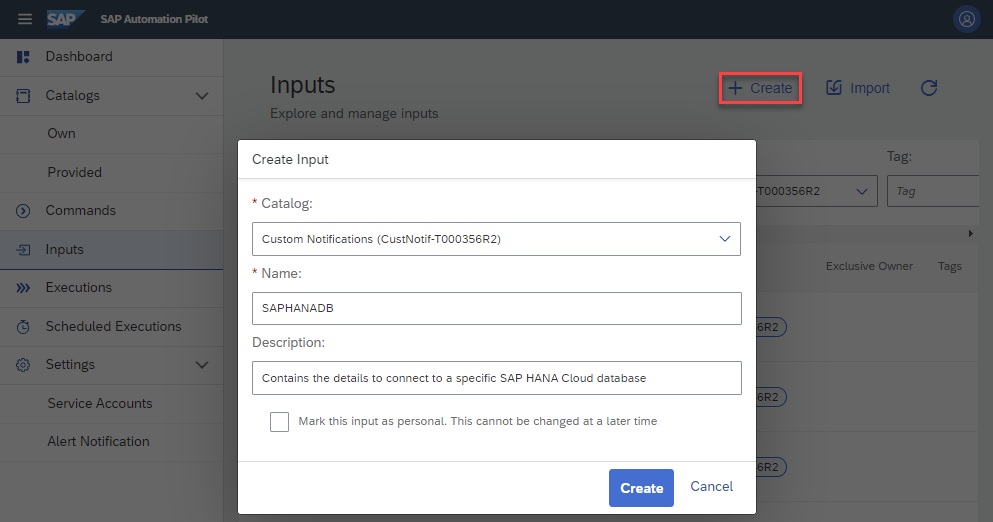 SAP
SAP Automation Pilot
Dashboard
Catalogs
Own
Provided
Commands
Inputs
Executions
Scheduled Executions
Settings
Service Accounts
Alert Notification
Inputs
Explore and manage inputs
Create
Import
Tag:
-T000356R2
Tag
Exclusive Owner
Tags
6R2
6R2
6R2
Create Input
* Catalog:
Custom Notifications (CustNotif-T000356R2)
* Name:
SAPHANADB
Description:
Contains the details to connect to a specific SAP HANA Cloud database
Mark this input as personal. This cannot be changed at a later time
Create
Cancel